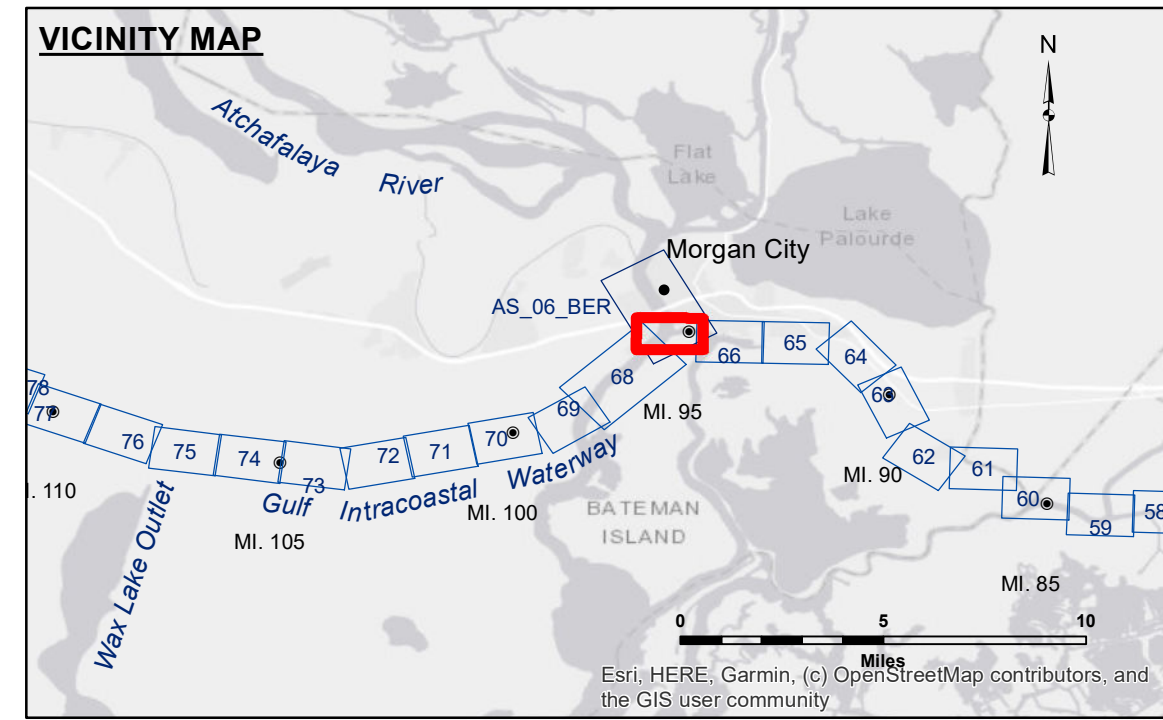 VICINITY MAP
N
Atchafalaya
River
Flat
Lake
Lake
Palourde
Morgan City
AS_06_BER
66
65
64
63
68
69
MI. 95
78
77
76
75
74
73
72
71
70
62
61
60
59
58
MI. 90
I. 110
Wax Lake Outlet
Gulf
Intracoastal
Waterway
MI. 105
MI. 100
BATEMAN
ISLAND
MI. 85
0
5
10
Miles
Esri, HERE, Garmin, (c) OpenStreetMap contributors, and
the GIS user community